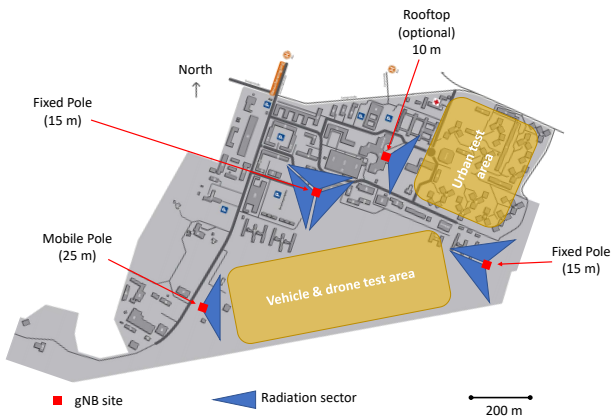 Rooftop
(optional)
10 m
North
Fixed Pole
(15 m)
Urban test
area
Mobile Pole
(25 m)
Vehicle & drone test area
Fixed Pole
(15 m)
gNB site
Radiation sector
200 m